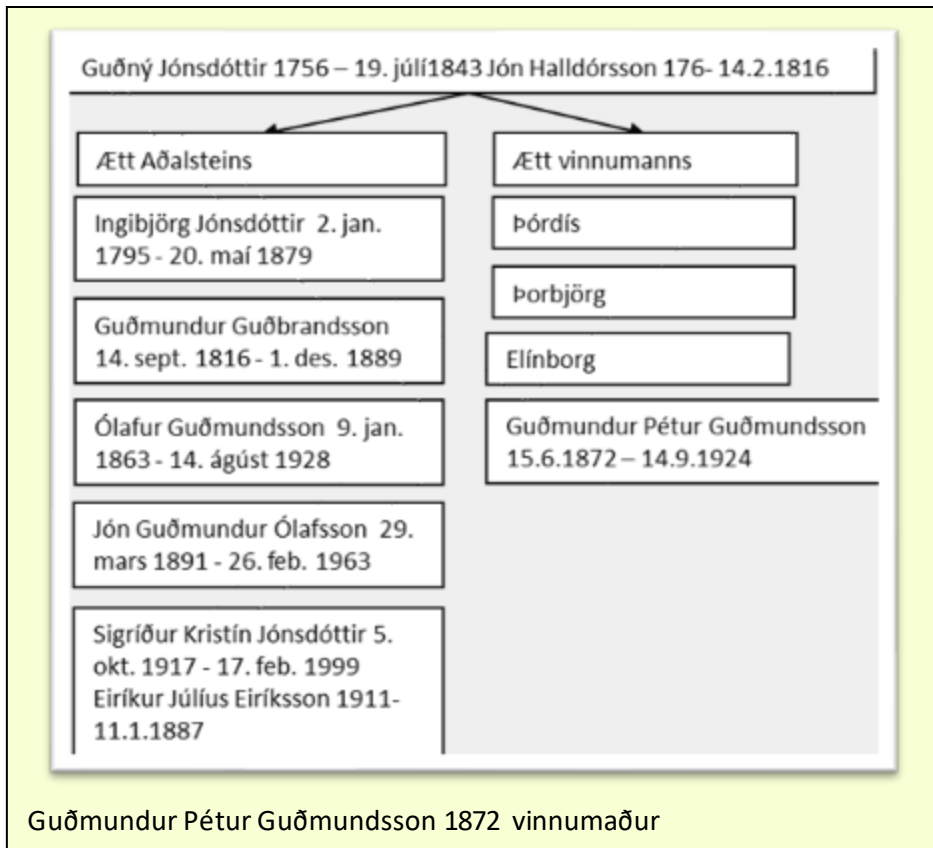 Guðný Jónsdóttir 1756 – 19. júlí1843 Jón Halldórsson 176- 14.2.1816
Ætt Aðalsteins
Ingibjörg Jónsdóttir 2. jan.
1795 - 20. maí 1879
Guðmundur Guðbrandsson
14. sept. 1816 - 1. des. 1889
Ólafur Guðmundsson 9. jan.
1863 - 14. ágúst 1928
Jón Guðmundur Ólafsson 29.
mars 1891 - 26. feb. 1963
Sigríður Kristín Jónsdóttir 5.
okt. 1917 - 17. feb. 1999
Eiríkur Júlíus Eiríksson 1911-
11.1.1887
Ætt vinnumanns
Þórdís
Þorbjörg
Elínborg
Guðmundur Pétur Guðmundsson
15.6.1872 – 14.9.1924
Guðmundur Pétur Guðmundsson 1872 vinnumaður